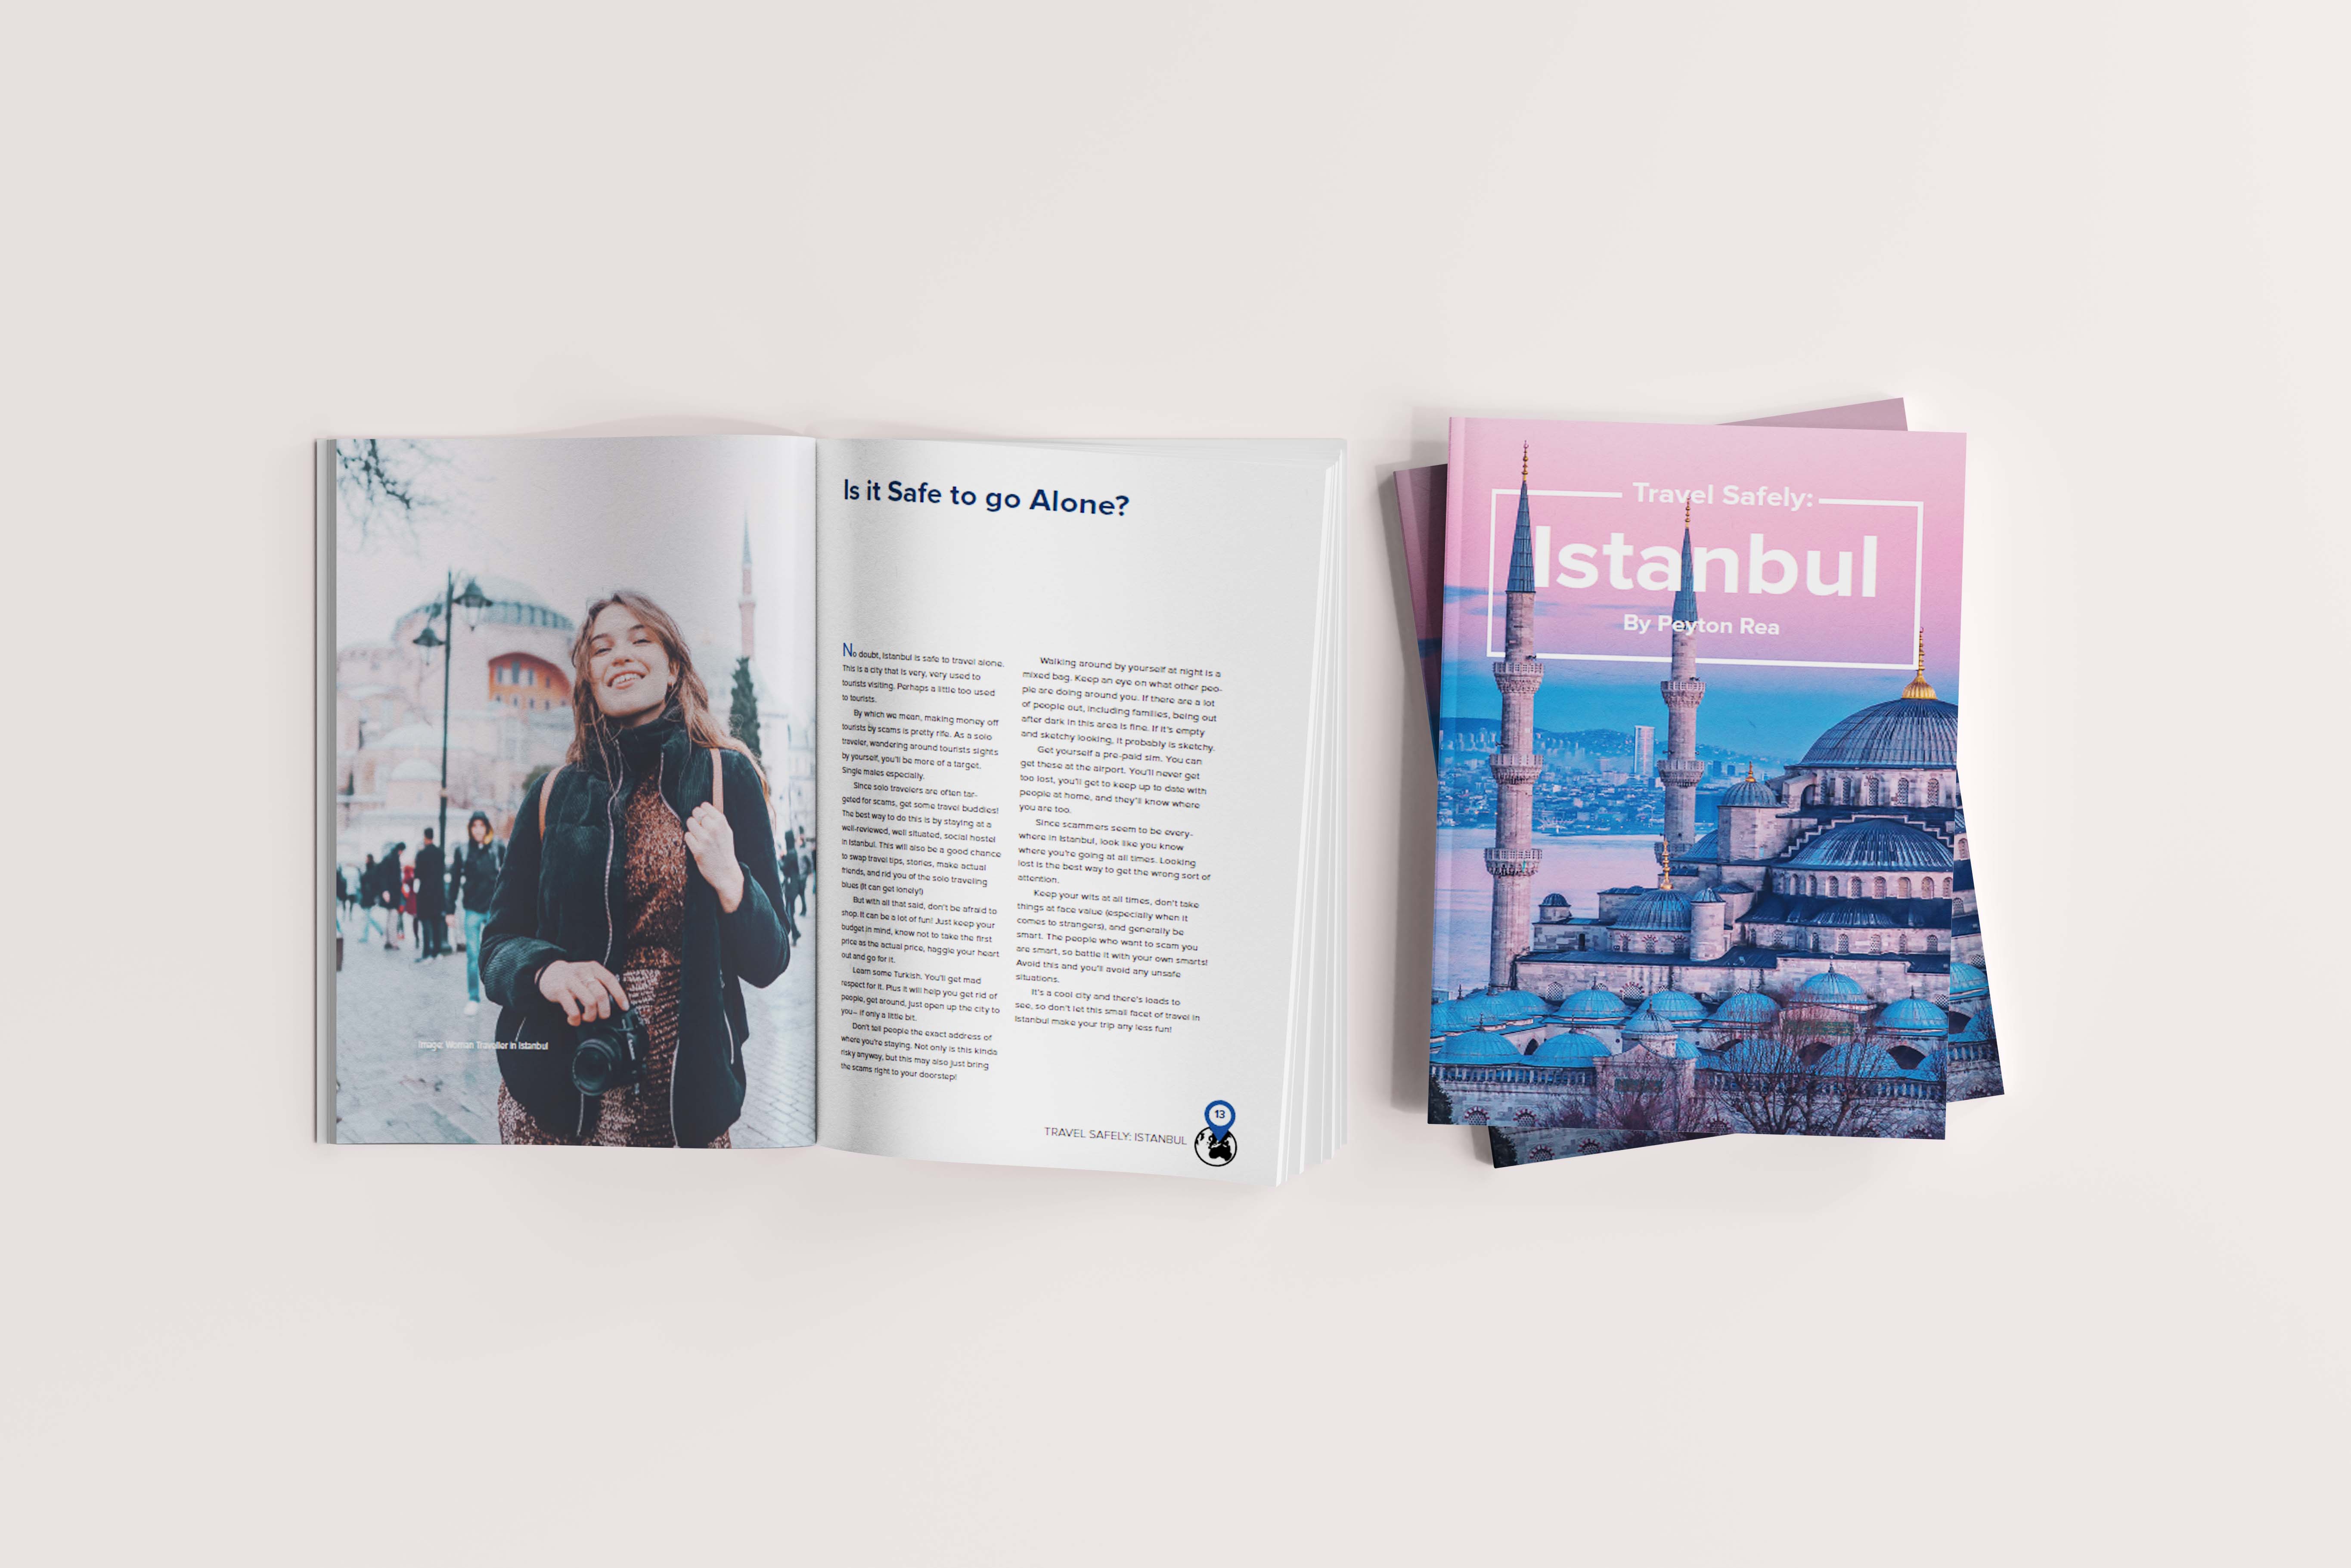 Image: Woman Traveller in Istanbul
Is it Safe to go Alone?
No doubt, Istanbul is safe to travel alone.
This is a city that is very, very used to
tourists visiting. Perhaps a little too used
to tourists.
By which we mean, making money off
tourists by scams is pretty rife. As a solo
traveler, wandering around tourists sights
by yourself, you'll be more of a target.
Single males especially.
Since solo travelers are often tar-
geted for scams, get some travel buddies!
The best way to do this is by staying at a
well-reviewed, well situated, social hostel
in Istanbul. This will also be a good chance
to swap travel tips, stories, make actual
friends, and rid you of the solo traveling
blues (it can get lonely!)
But with all that said, don't be afraid to
shop. It can be a lot of fun! Just keep your
budget in mind, know not to take the first
price as the actual price, haggle your heart
out and go for it.
Learn some Turkish. You'll get mad
respect for it. Plus it will help you get rid of
people, get around, just open up the city to
you– if only a little bit.
Don't tell people the exact address of
where you're staying. Not only is this kinda
risky anyway, but this may also just bring
the scams right to your doorstep!
Walking around by yourself at night is a
mixed bag. Keep an eye on what other peo-
ple are doing around you. If there are a lot
of people out, including families, being out
after dark in this area is fine. If it's empty
and sketchy looking, it probably is sketchy.
Get yourself a pre-paid sim. You can
get these at the airport. You'll never get
too lost, you'll get to keep up to date with
people at home, and they'll know where
you are too.
Since scammers seem to be every-
where in Istanbul, look like you know
where you're going at all times. Looking
lost is the best way to get the wrong sort of
attention.
Keep your wits at all times, don't take
things at face value (especially when it
comes to strangers), and generally be
smart. The people who want to scam you
are smart, so battle it with your own smarts!
Avoid this and you'll avoid any unsafe
situations.
It's a cool city and there's loads to
see, so don't let this small facet of travel in
Istanbul make your trip any less fun!
TRAVEL SAFELY: ISTANBUL
13
Travel Safely:
Istanbul
By Peyton Rea